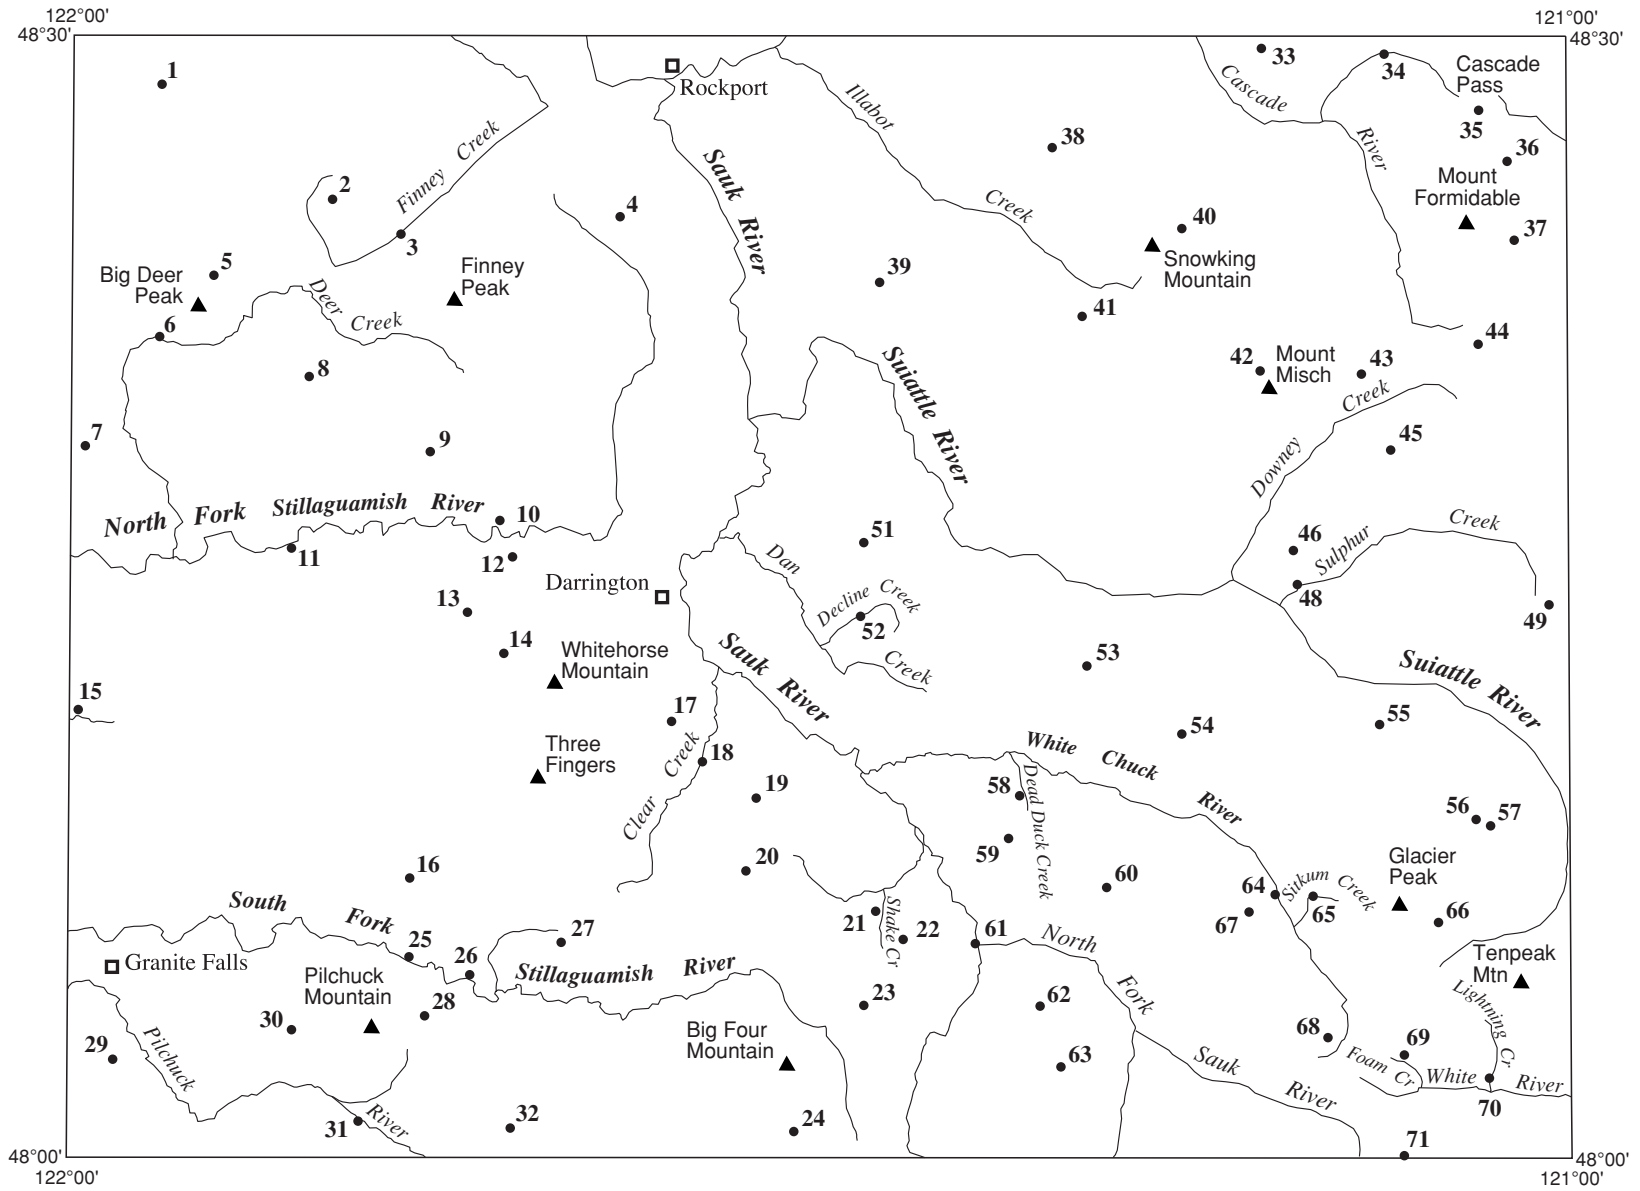 122°00'
121°00'
48°30'
48°30'
33
34
Cascade
Pass
1
Rockport
Cascade
Illabot
35
Creek
Finney
River
38
36
Sauk River
Mount
Formidable
2
4
Creek
40
37
3
Snowking
Mountain
Big Deer
Peak
5
Finney
Peak
39
Deer
Creek
41
6
44
8
Suiattle River
42
Mount
Misch
43
Creek
7
9
45
Downey
North Fork Stillaguamish River
10
11
12
51
46
Sulphur
Creek
Dan
Darrington
Decline Creek
48
49
13
52
14
Sauk River
Creek
53
Whitehorse
Mountain
Suiattle River
15
17
54
55
Three
Fingers
Creek
18
White Chuck River
Clear
19
58
Dead Duck Creek
56
57
59
16
20
60
Glacier
Peak
64
Sitkum Creek
65
66
67
South Fork
21
Shake Cr
22
61
North Fork
25
26
27
Granite Falls
Pilchuck
Mountain
Stillaguamish River
Tenpeak
Mtn
Lightning Cr
28
23
62
30
Big Four
Mountain
68
69
29
Pilchuck
63
Sauk River
Foam Cr
White River
70
31
River
32
24
71
48°00'
48°00'
122°00'
121°00'